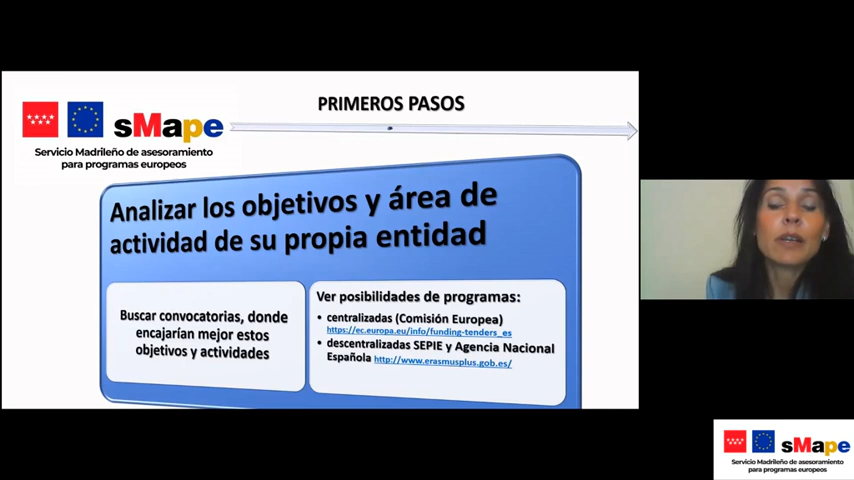 PRIMEROS PASOS
sMape
Servicio Madrileño de asesoramiento
para programas europeos
Analizar los objetivos y área de
actividad de su propia entidad
Buscar convocatorias, donde
encajarían mejor estos
objetivos y actividades
Ver posibilidades de programas:
• centralizadas (Comisión Europea)
https://ec.europa.eu/info/funding-tenders_es
• descentralizadas SEPIE y Agencia Nacional
Española http://www.erasmusplus.gob.es/
sMape
Servicio Madrileño de asesoramiento
para programas europeos